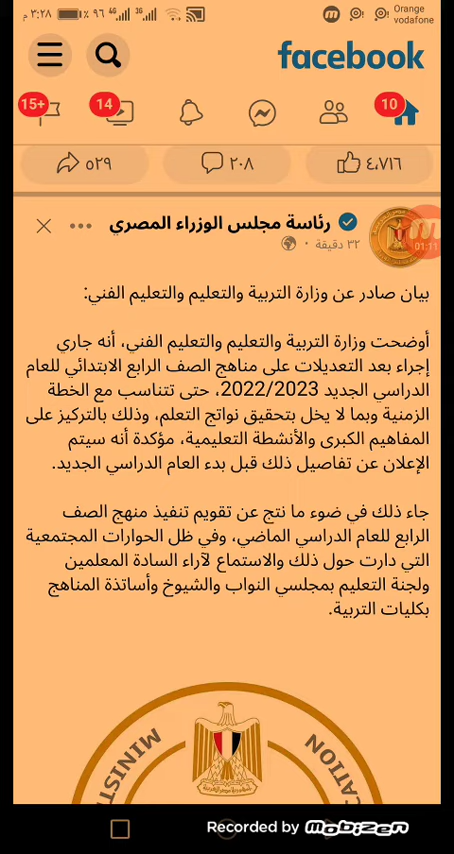 م ٣:٢٨ ٩٦ ٪ 4G 3G Orange
vodafone
facebook
15+ 14 10
٥٢٩ ٢٠٨ ٤,٧١٦
رئاسة مجلس الوزراء المصري
٣٢ دقيقة
01:11
بيان صادر عن وزارة التربية والتعليم والتعليم الفني:
أوضحت وزارة التربية والتعليم والتعليم الفني، أنه جاري
إجراء بعد التعديلات على مناهج الصف الرابع الابتدائي للعام
الدراسي الجديد 2022/2023، حتى تتناسب مع الخطة
الزمنية وبما لا يخل بتحقيق نواتج التعلم، وذلك بالتركيز على
المفاهيم الكبرى والأنشطة التعليمية، مؤكدة أنه سيتم
الإعلان عن تفاصيل ذلك قبل بدء العام الدراسي الجديد.
جاء ذلك في ضوء ما نتج عن تقويم تنفيذ منهج الصف
الرابع للعام الدراسي الماضي، وفي ظل الحوارات المجتمعية
التي دارت حول ذلك والاستماع لآراء السادة المعلمين
ولجنة التعليم بمجلسي النواب والشيوخ وأساتذة المناهج
بكليات التربية.
Recorded by MOBIZEN